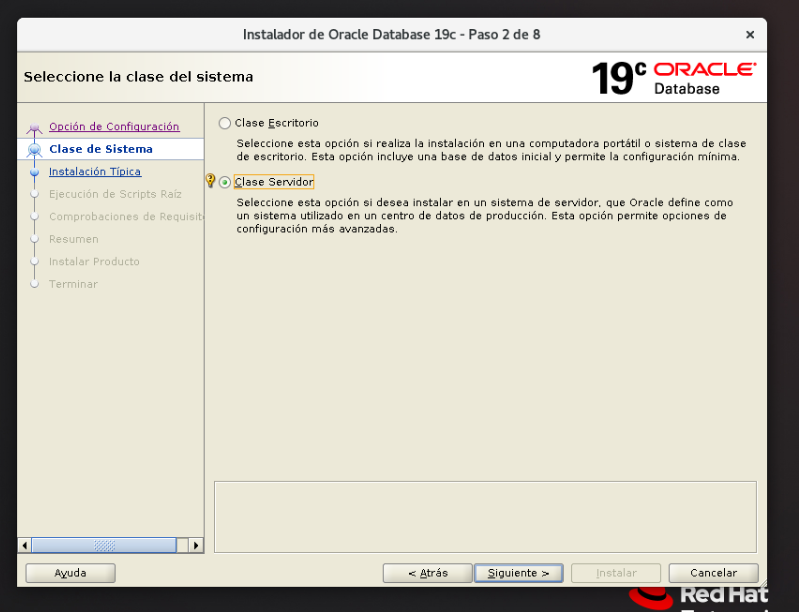 Instalador de Oracle Database 19c - Paso 2 de 8
×
Seleccione la clase del sistema
19c ORACLE
Database
Opción de Configuración
Clase de Sistema
Instalación Típica
Ejecución de Scripts Raíz
Comprobaciones de Requisit
Resumen
Instalar Producto
Terminar
Clase Escritorio
Seleccione esta opción si realiza la instalación en una computadora portátil o sistema de clase
de escritorio. Esta opción incluye una base de datos inicial y permite la configuración mínima.
Clase Servidor
Seleccione esta opción si desea instalar en un sistema de servidor, que Oracle define como
un sistema utilizado en un centro de datos de producción. Esta opción permite opciones de
configuración más avanzadas.
Ayuda
< Atrás
Siguiente >
Instalar
Cancelar
Red Hat